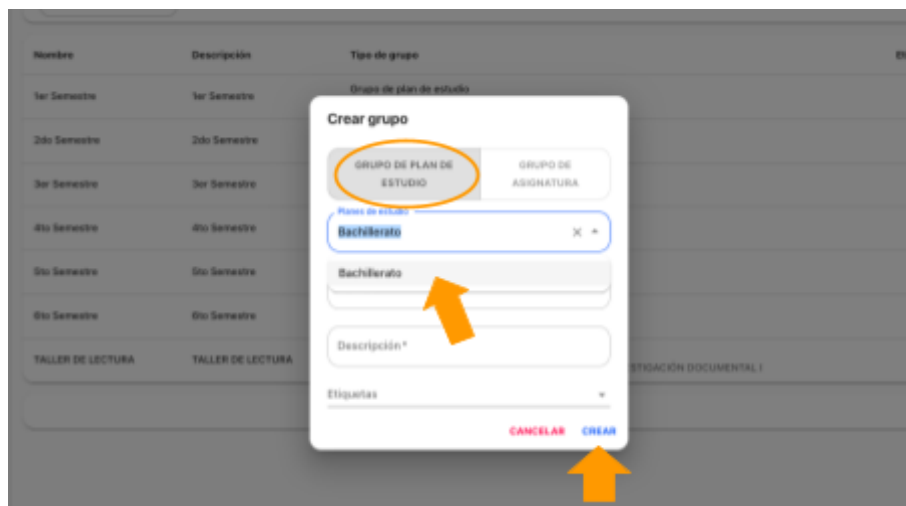 Nombre Descripción Tipo de grupo
1er Semestre 1er Semestre Grupo de plan de estudio
2do Semestre 2do Semestre
3er Semestre 3er Semestre
4to Semestre 4to Semestre
5to Semestre 5to Semestre
6to Semestre 6to Semestre
TALLER DE LECTURA TALLER DE LECTURA
STIGACIÓN DOCUMENTAL I
Crear grupo
GRUPO DE PLAN DE
ESTUDIO
GRUPO DE
ASIGNATURA
Planes de estudio
Bachillerato
Bachillerato
Descripción*
Etiquetas
CANCELAR CREAR